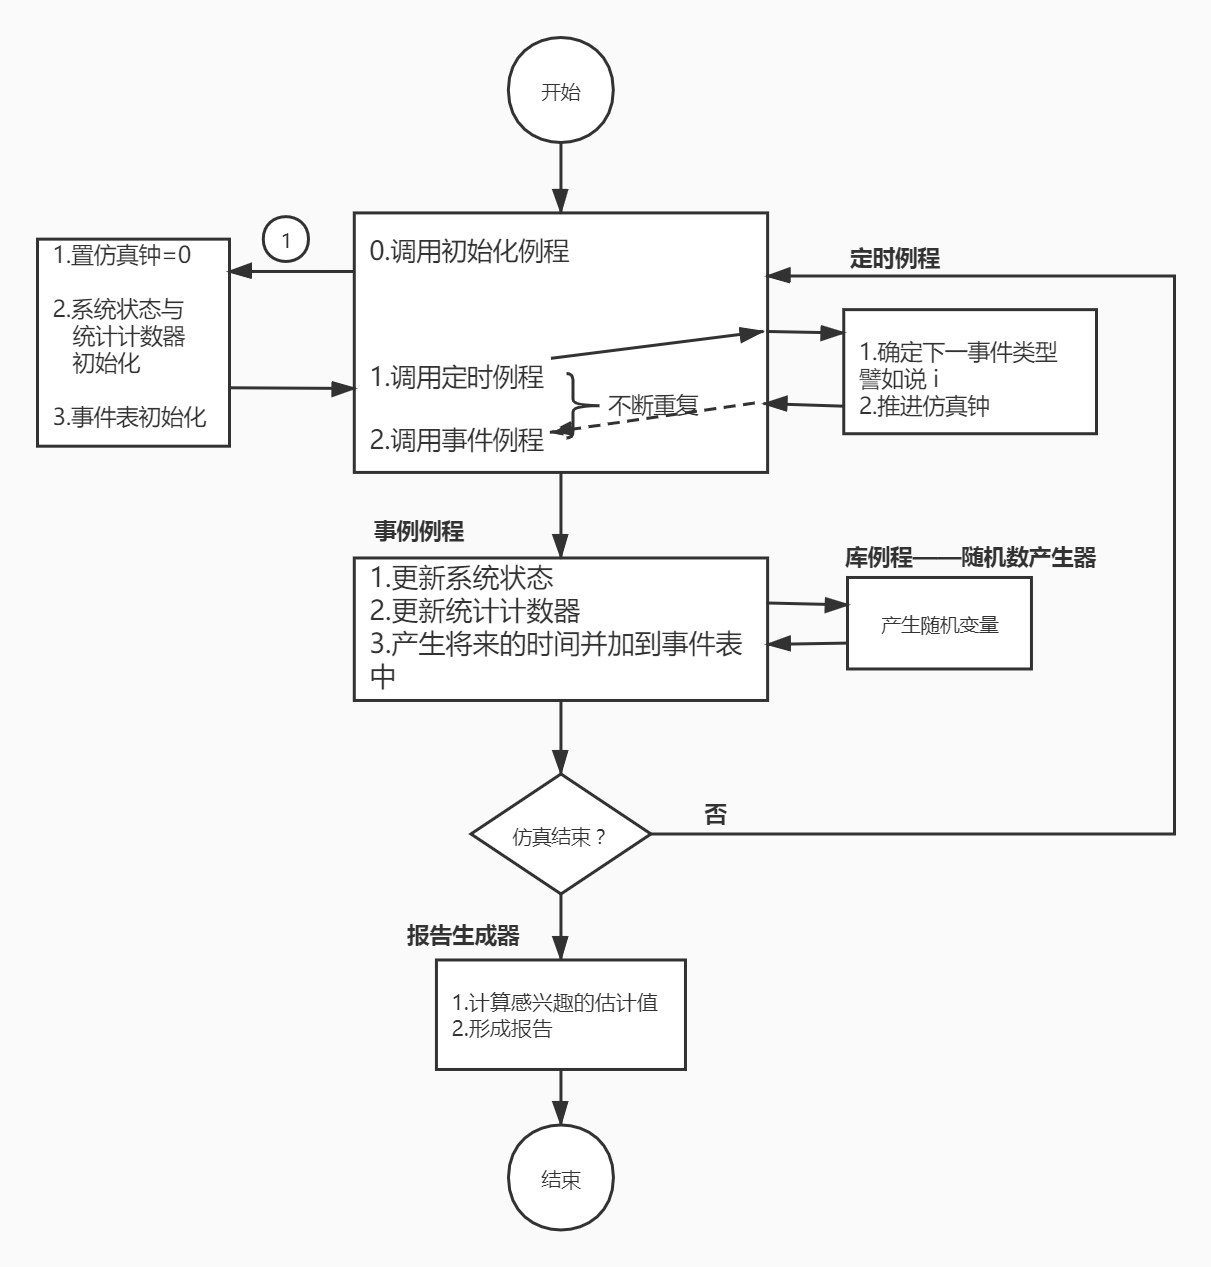 开始
1
0.调用初始化例程
1.置仿真钟=0
2.系统状态与
统计计数器
初始化
3.事件表初始化
定时例程
1.确定下一事件类型
譬如说 i
2.推进仿真钟
1.调用定时例程
不断重复
2.调用事件例程
事例例程
1.更新系统状态
2.更新统计计数器
3.产生将来的时间并加到事件表
中
库例程——随机数产生器
产生随机变量
仿真结束？
否
报告生成器
1.计算感兴趣的估计值
2.形成报告
结束